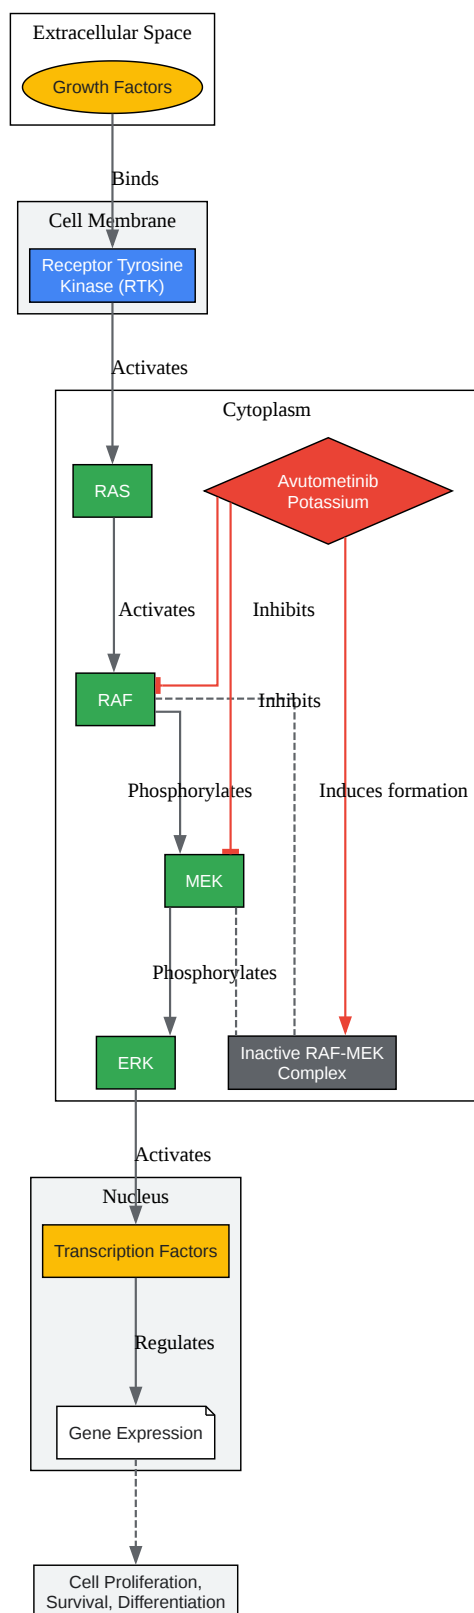 Extracellular Space
Growth Factors
Binds
Cell Membrane
Receptor Tyrosine
Kinase (RTK)
Activates
Cytoplasm
RAS
Avutometinib
Potassium
Activates
Inhibits
RAF
Inhibits
Phosphorylates
Induces formation
MEK
Phosphorylates
ERK
Inactive RAF-MEK
Complex
Activates
Nucleus
Transcription Factors
Regulates
Gene Expression
Cell Proliferation,
Survival, Differentiation